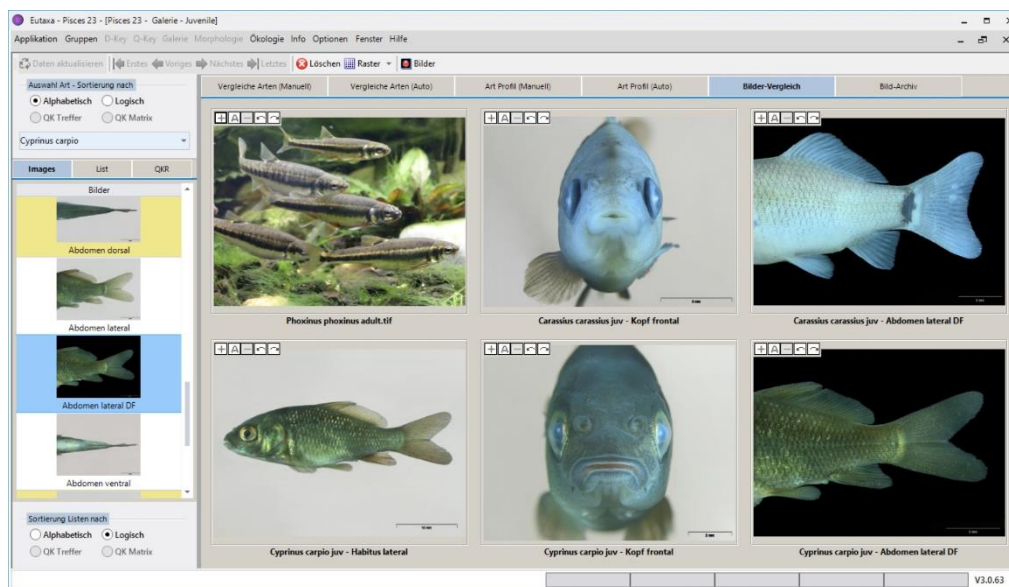 Eutaxa - Pisces 23 - [Pisces 23 - Galerie - Juvenile]
Applikation Gruppen D-Key Q-Key Galerie Morphologie Ökologie Info Optionen Fenster Hilfe
Daten aktualisieren Erstes Voriges Nächstes Letztes Löschen Raster Bilder
Auswahl Art - Sortierung nach
Alphabetisch Logisch
QK Treffer QK Matrix
Cyprinus carpio
Images List QKR
Bilder
Abdomen dorsal
Abdomen lateral
Abdomen lateral DF
Abdomen ventral
Sortierung Listen nach
Alphabetisch Logisch
QK Treffer QK Matrix
Vergleiche Arten (Manuell) Vergleiche Arten (Auto) Art Profil (Manuell) Art Profil (Auto) Bilder-Vergleich Bild-Archiv
Phoxinus phoxinus adult.tif
Carassius carassius juv - Kopf frontal
Carassius carassius juv - Abdomen lateral DF
Cyprinus carpio juv - Habitus lateral
Cyprinus carpio juv - Kopf frontal
Cyprinus carpio juv - Abdomen lateral DF
V3.0.63